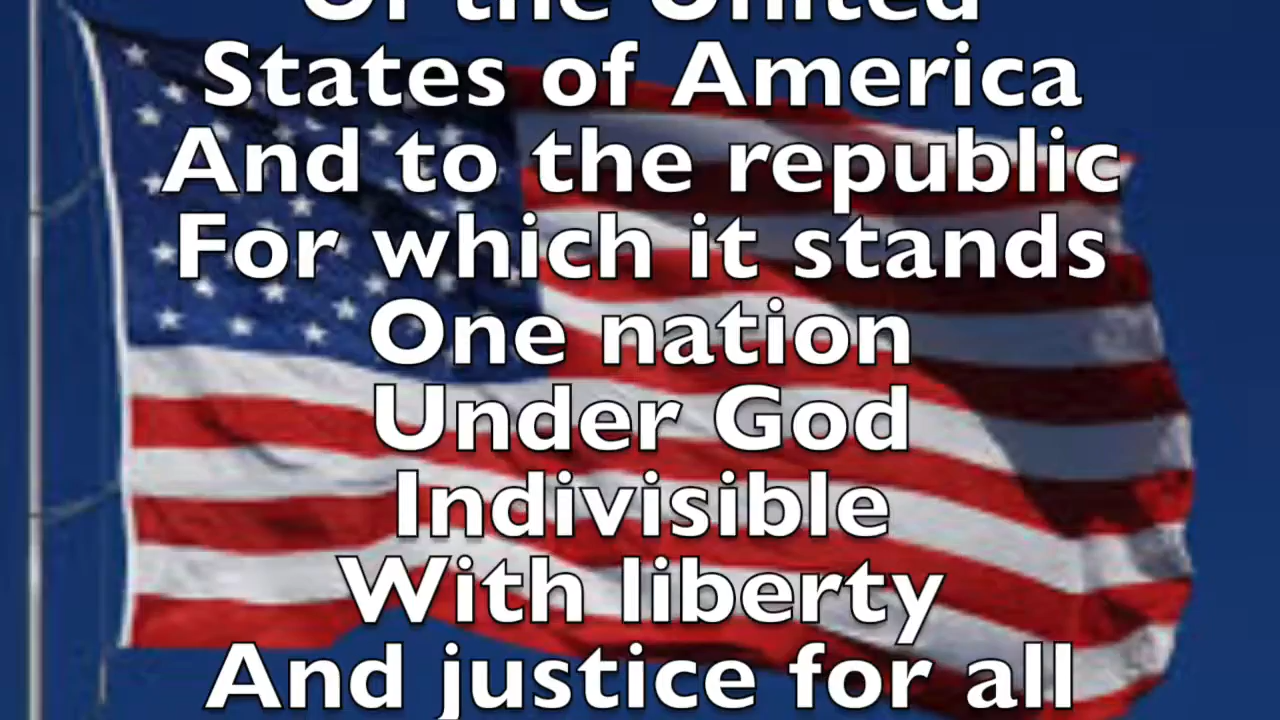 Of the United
States of America
And to the republic
For which it stands
One nation
Under God
Indivisible
With liberty
And justice for all